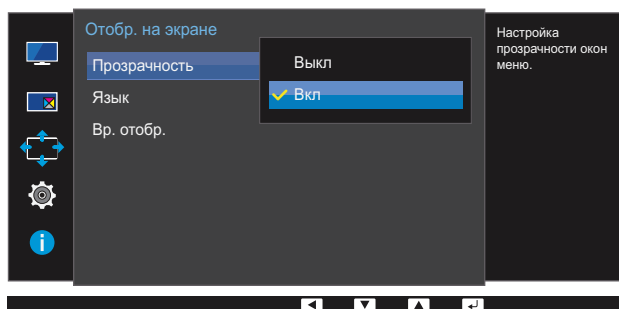 Отобр. на экране
Прозрачность
Язык
Вр. отобр.
Выкл
Вкл
Настройка
прозрачности окон
меню.